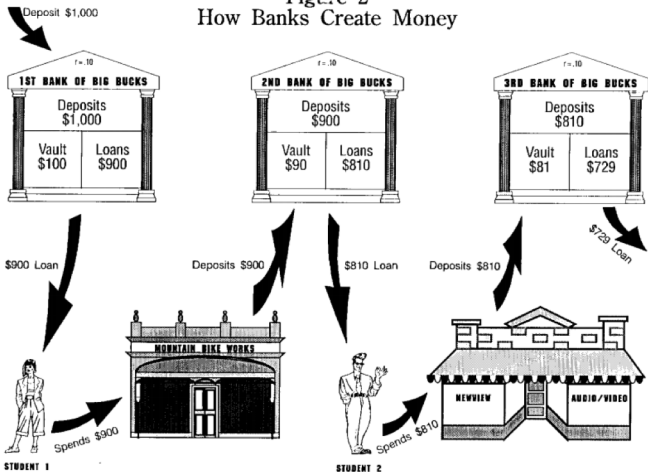 Figure 2
How Banks Create Money
Deposit $1,000
r=.10
1ST BANK OF BIG BUCKS
Deposits
$1,000
Vault
$100
Loans
$900
r=.10
2ND BANK OF BIG BUCKS
Deposits
$900
Vault
$90
Loans
$810
r=.10
3RD BANK OF BIG BUCKS
Deposits
$810
Vault
$81
Loans
$729
$900 Loan
Deposits $900
$810 Loan
Deposits $810
$729 Loan
MOUNTAIN BIKE WORKS
NEWVIEW
AUDIO/VIDEO
Spends $900
Spends $810
STUDENT 1
STUDENT 2